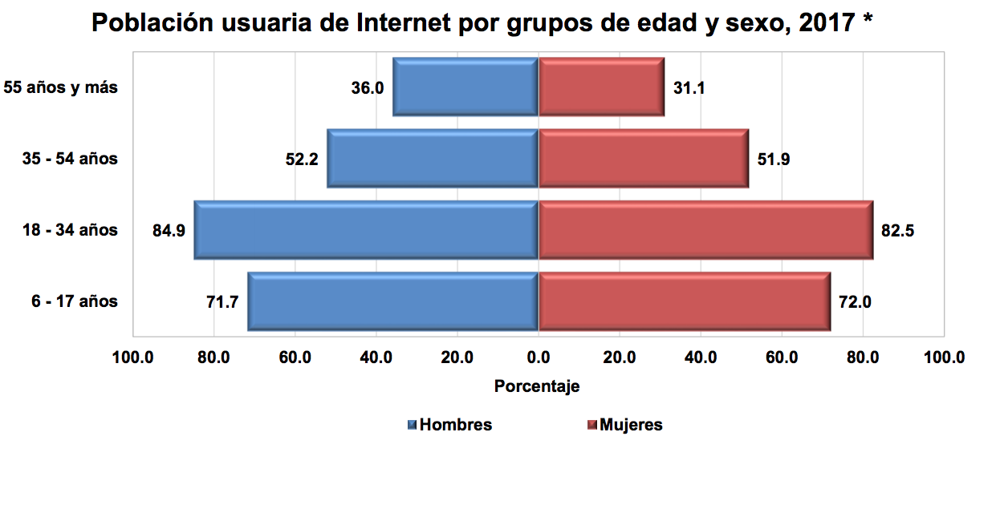 Población usuaria de Internet por grupos de edad y sexo, 2017 *
55 años y más 36.0 31.1
35 - 54 años 52.2 51.9
18 - 34 años 84.9 82.5
6 - 17 años 71.7 72.0
100.0 80.0 60.0 40.0 20.0 0.0 20.0 40.0 60.0 80.0 100.0
Porcentaje
Hombres Mujeres